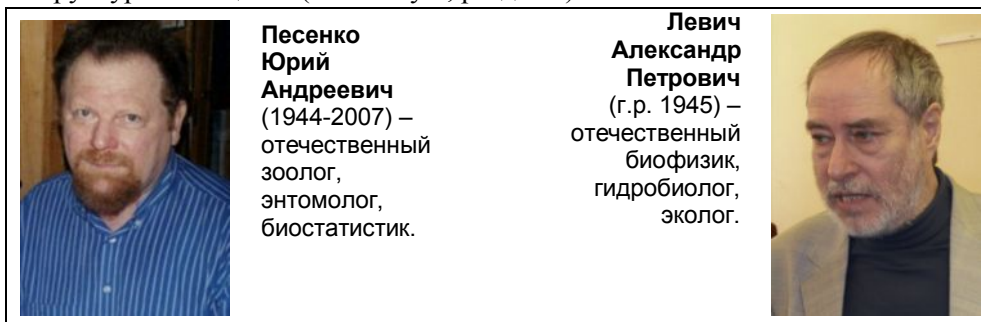 Песенко
Юрий
Андреевич
(1944-2007) –
отечественный
зоолог,
энтомолог,
биостатистик.
Левич
Александр
Петрович
(г.р. 1945) –
отечественный
биофизик,
гидробиолог,
эколог.